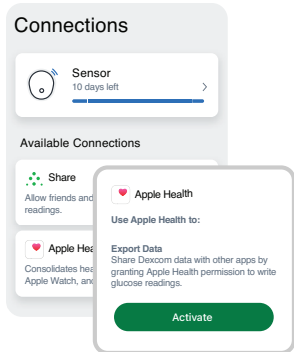 Connections
Sensor
10 days left
Available Connections
Share
Allow friends and
readings.
Apple Hea
Consolidates hea
Apple Watch, and
Apple Health
Use Apple Health to:
Export Data
Share Dexcom data with other apps by
granting Apple Health permission to write
glucose readings.
Activate